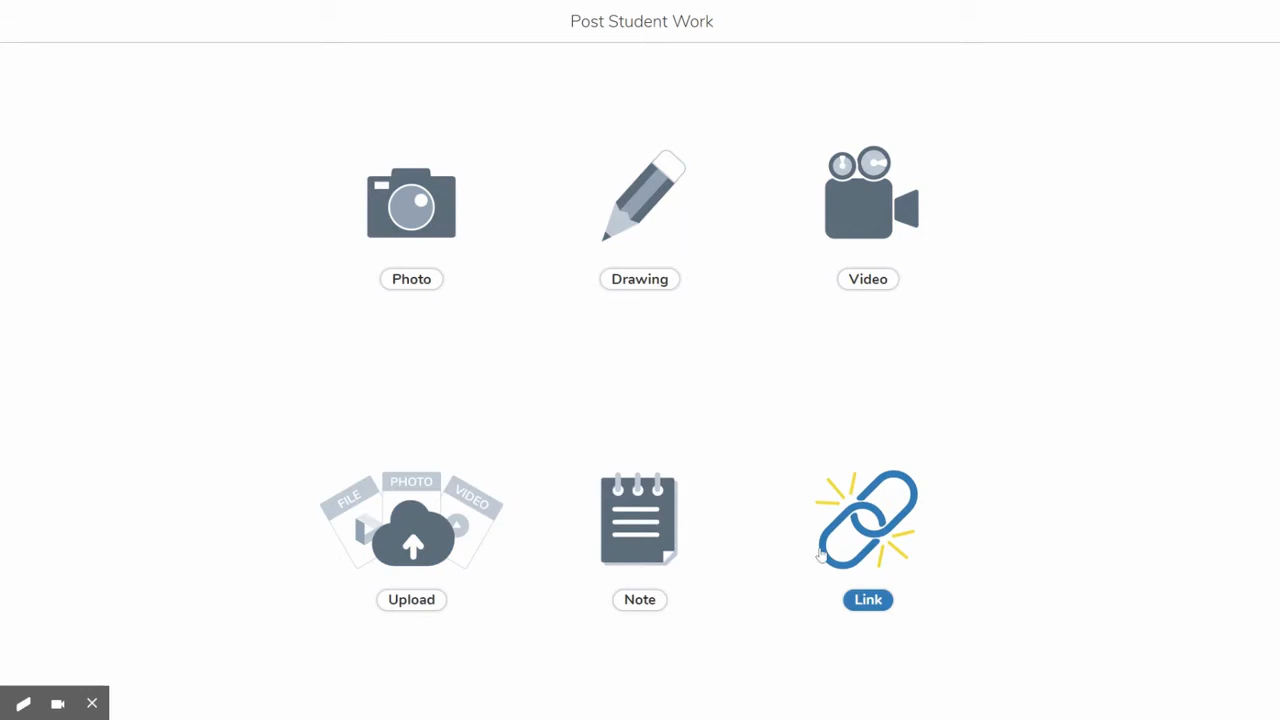 Post Student Work
Photo
Drawing
Video
FILE
PHOTO
VIDEO
Upload
Note
Link